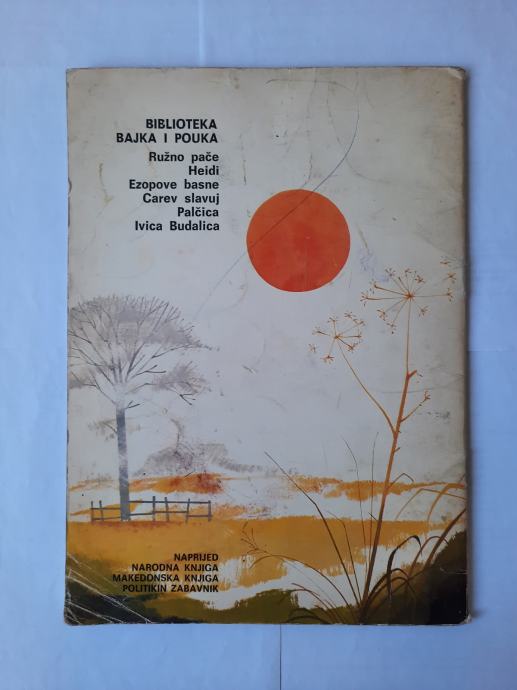 BIBLIOTEKA
BAJKA I POUKA
Ružno pače
Heidi
Ezopove basne
Carev slavuj
Palčica
Ivica Budalica
NAPRIJED
NARODNA KNJIGA
MAKEDONSKA KNJIGA
POLITIKIN ZABAVNIK